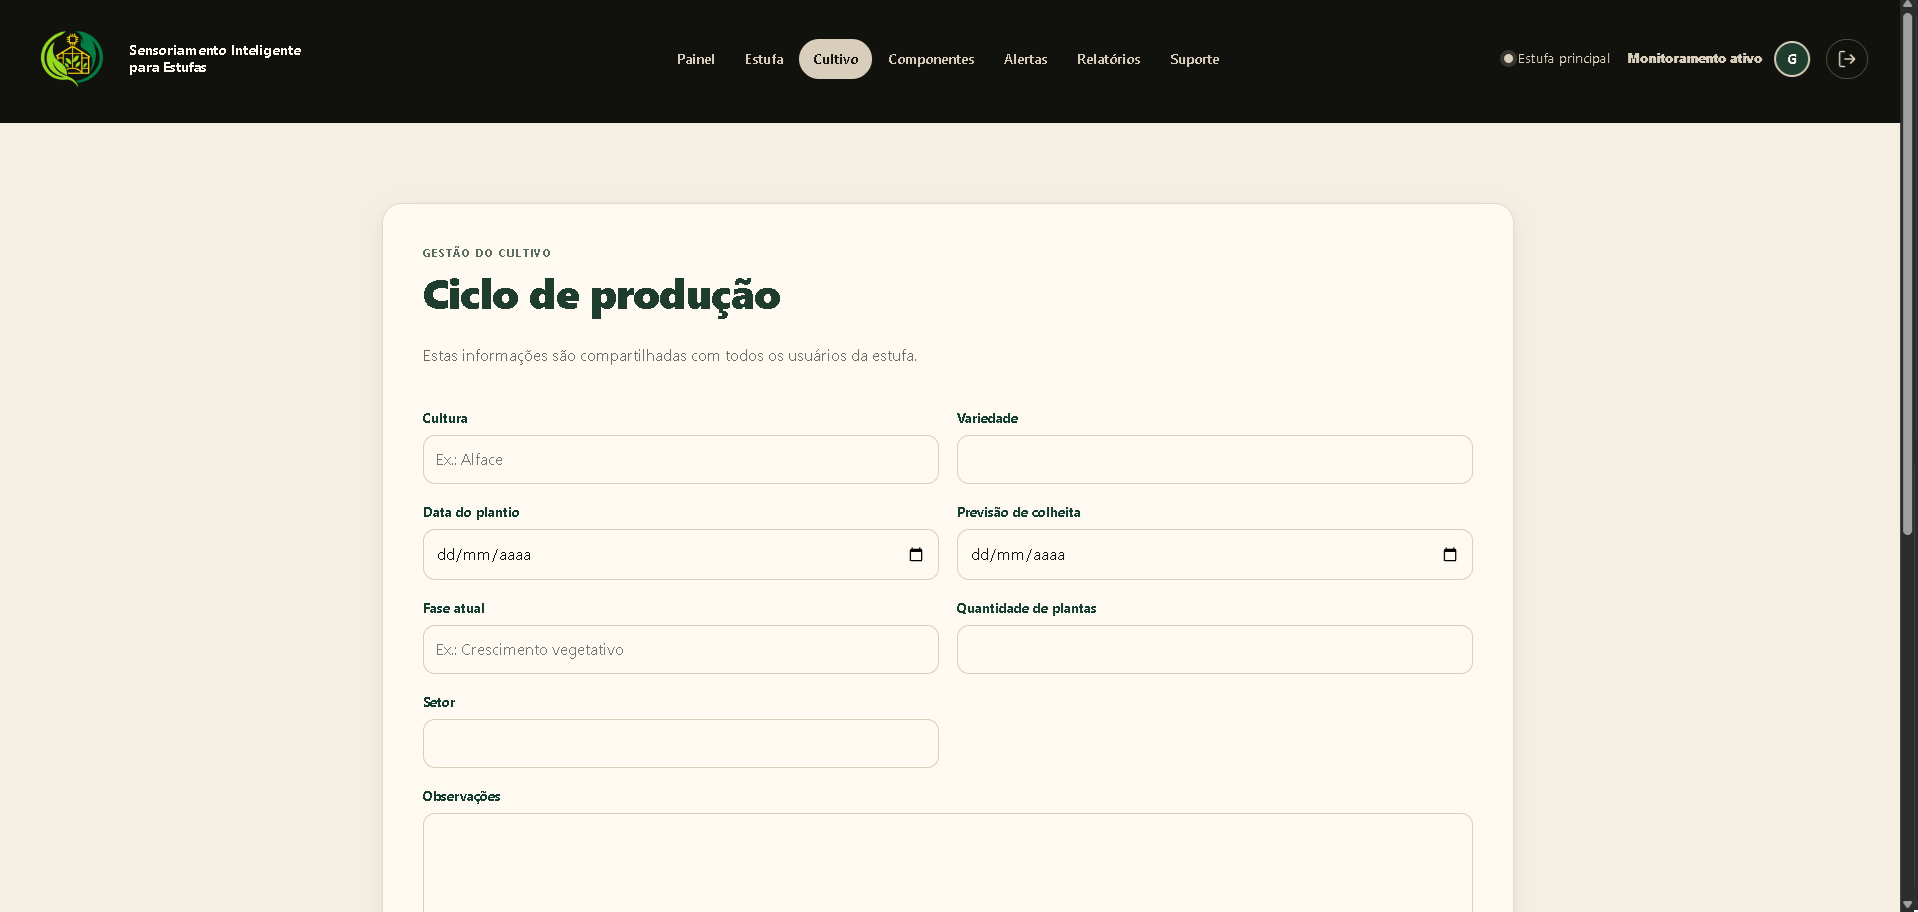 Sensoriamento Inteligente
para Estufas
Painel
Estufa
Cultivo
Componentes
Alertas
Relatórios
Suporte
Estufa principal
Monitoramento ativo
G
GESTÃO DO CULTIVO
Ciclo de produção
Estas informações são compartilhadas com todos os usuários da estufa.
Cultura
Variedade
Ex.: Alface
Data do plantio
Previsão de colheita
dd/mm/aaaa
dd/mm/aaaa
Fase atual
Quantidade de plantas
Ex.: Crescimento vegetativo
Setor
Observações